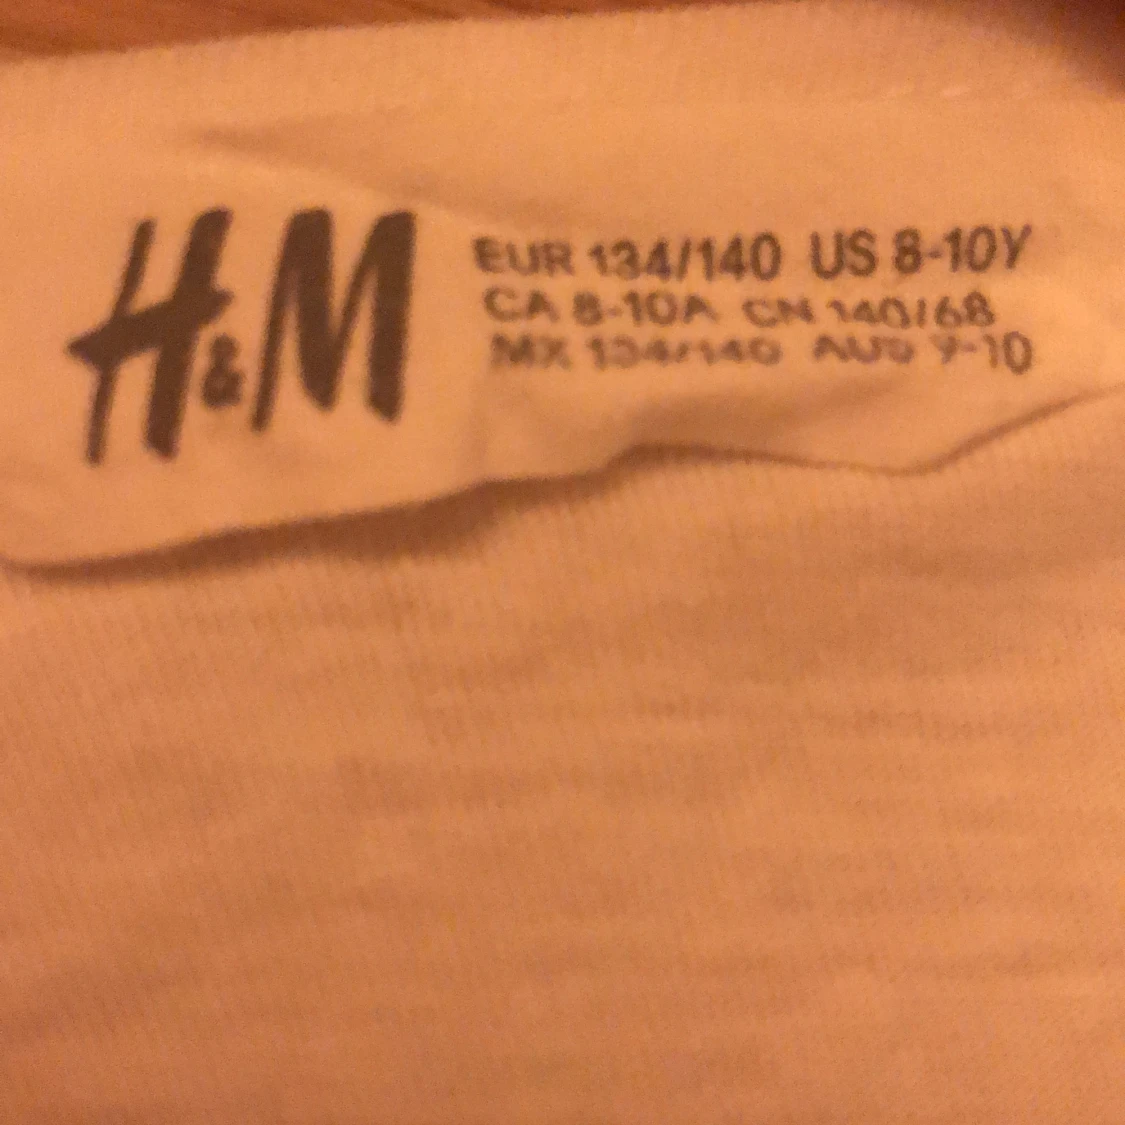 H&M
EUR 134/140 US 8-10Y
CA 8-10A CN 140/68
MX 134/140 AUS 9-10